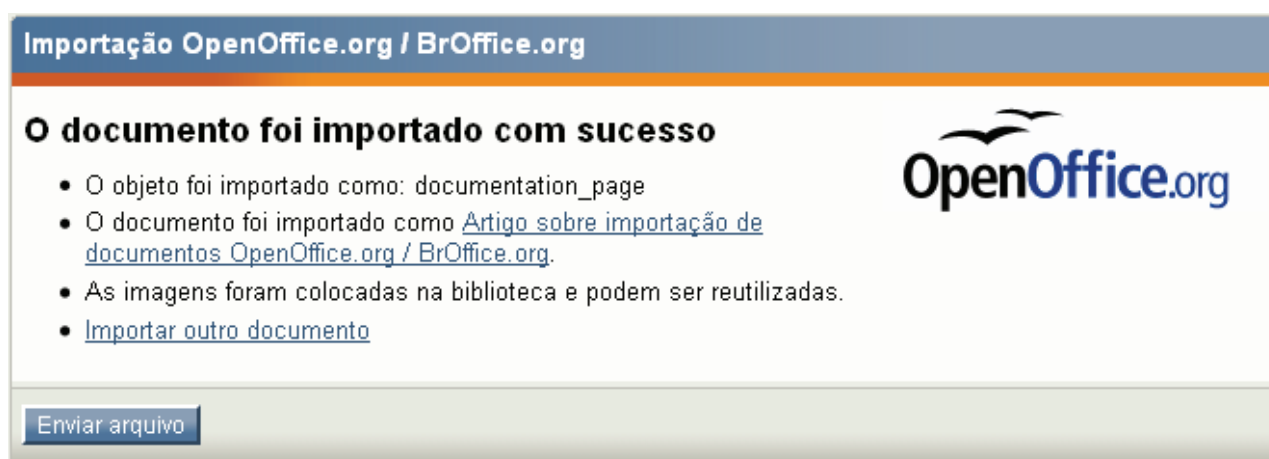 Importação OpenOffice.org / BrOffice.org
O documento foi importado com sucesso
OpenOffice.org
• O objeto foi importado como: documentation_page
• O documento foi importado como Artigo sobre importação de
documentos OpenOffice.org / BrOffice.org.
• As imagens foram colocadas na biblioteca e podem ser reutilizadas.
• Importar outro documento
Enviar arquivo